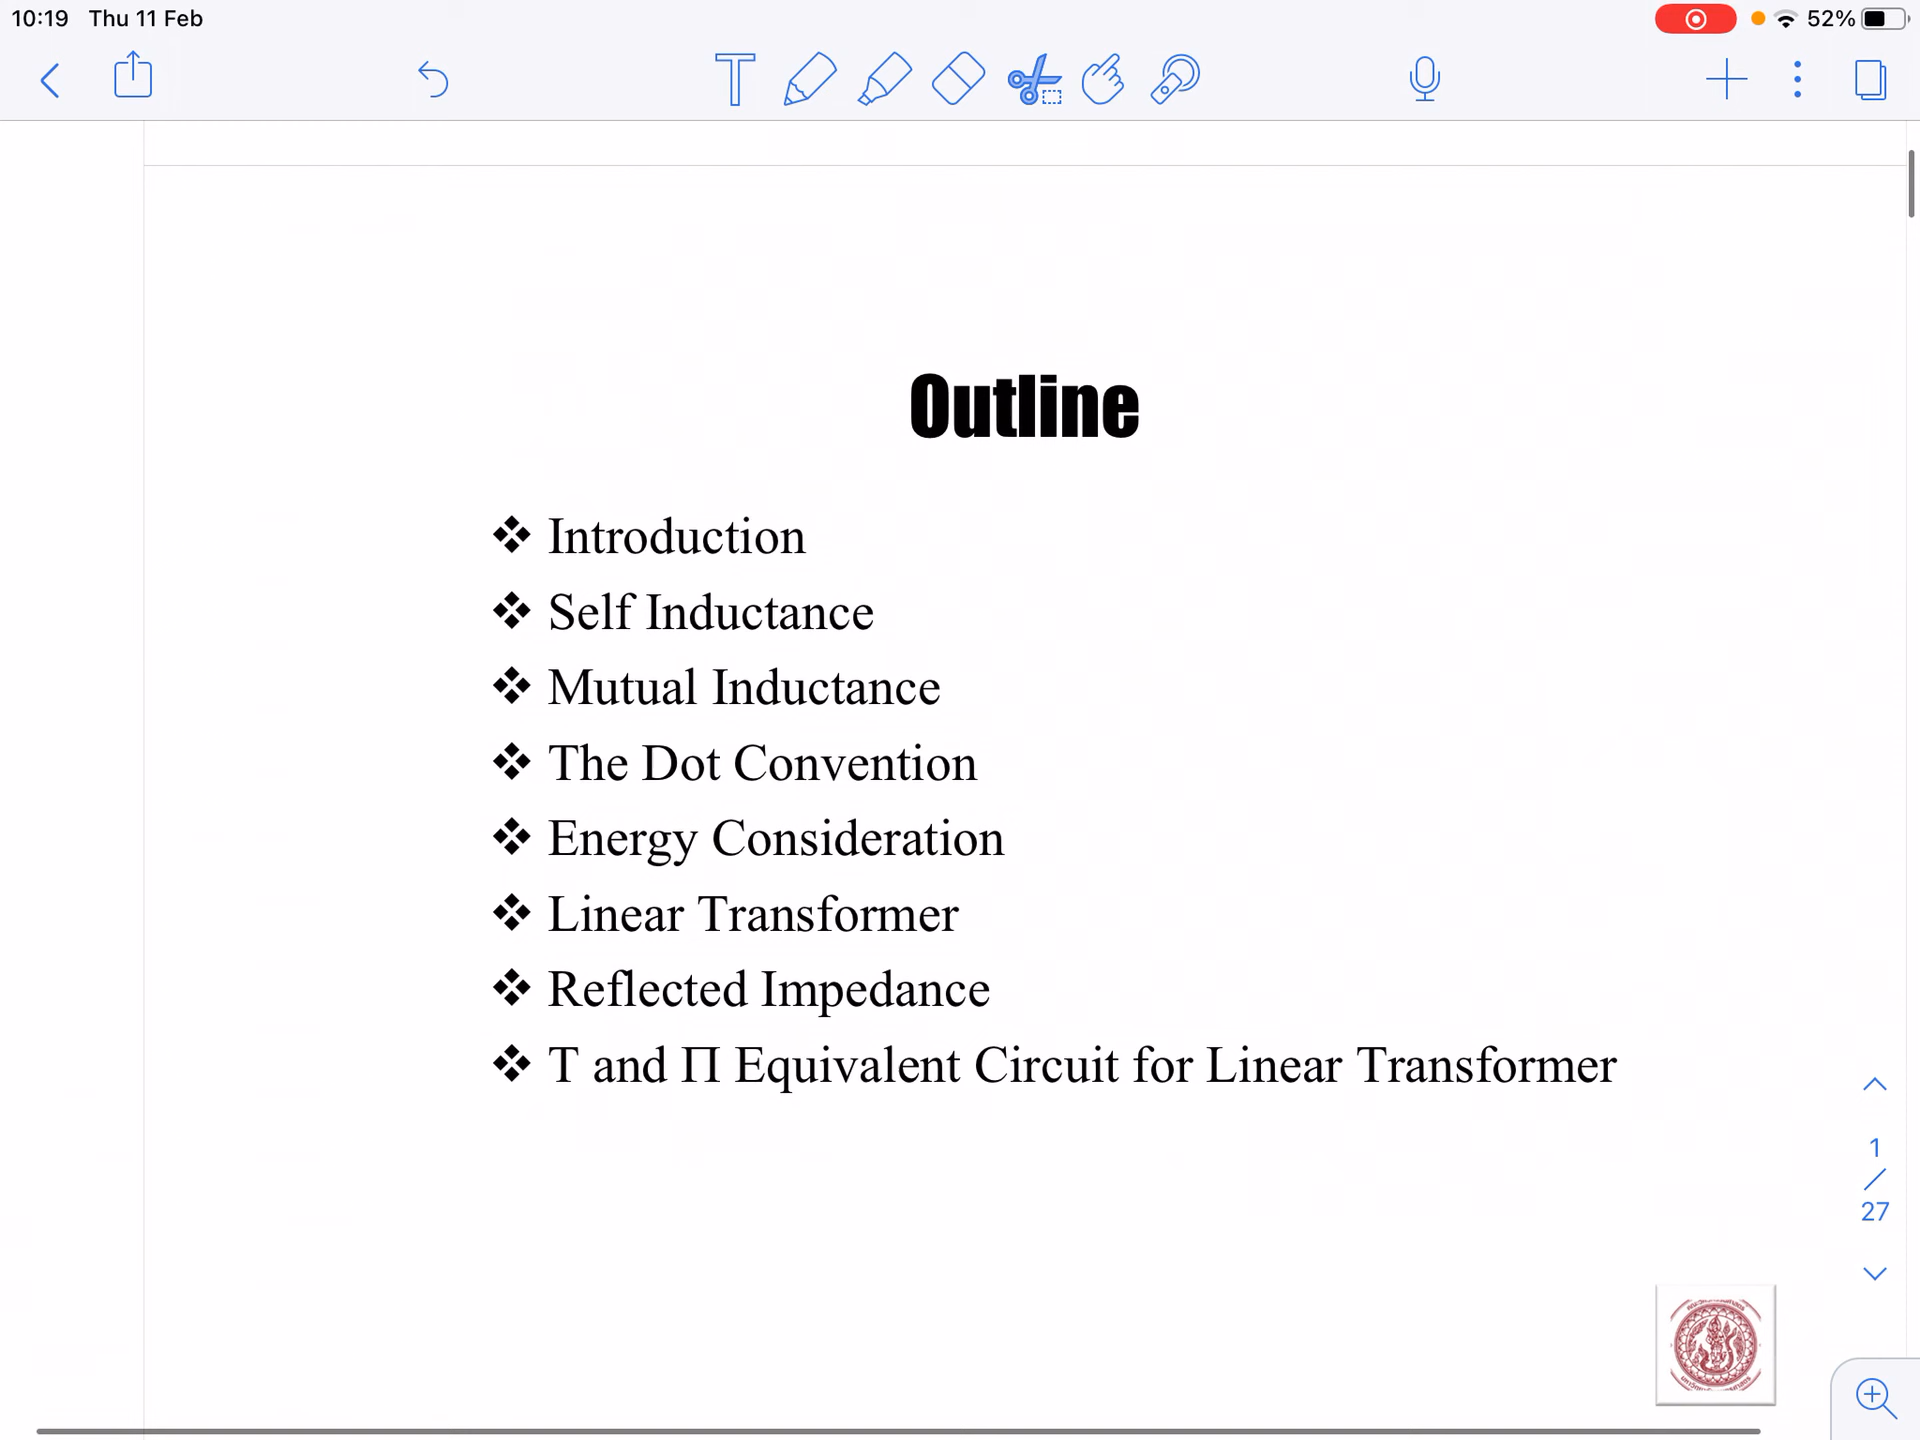 10:19 Thu 11 Feb
52%
Outline
❖ Introduction
❖ Self Inductance
❖ Mutual Inductance
❖ The Dot Convention
❖ Energy Consideration
❖ Linear Transformer
❖ Reflected Impedance
❖ T and Π Equivalent Circuit for Linear Transformer
1
/
27